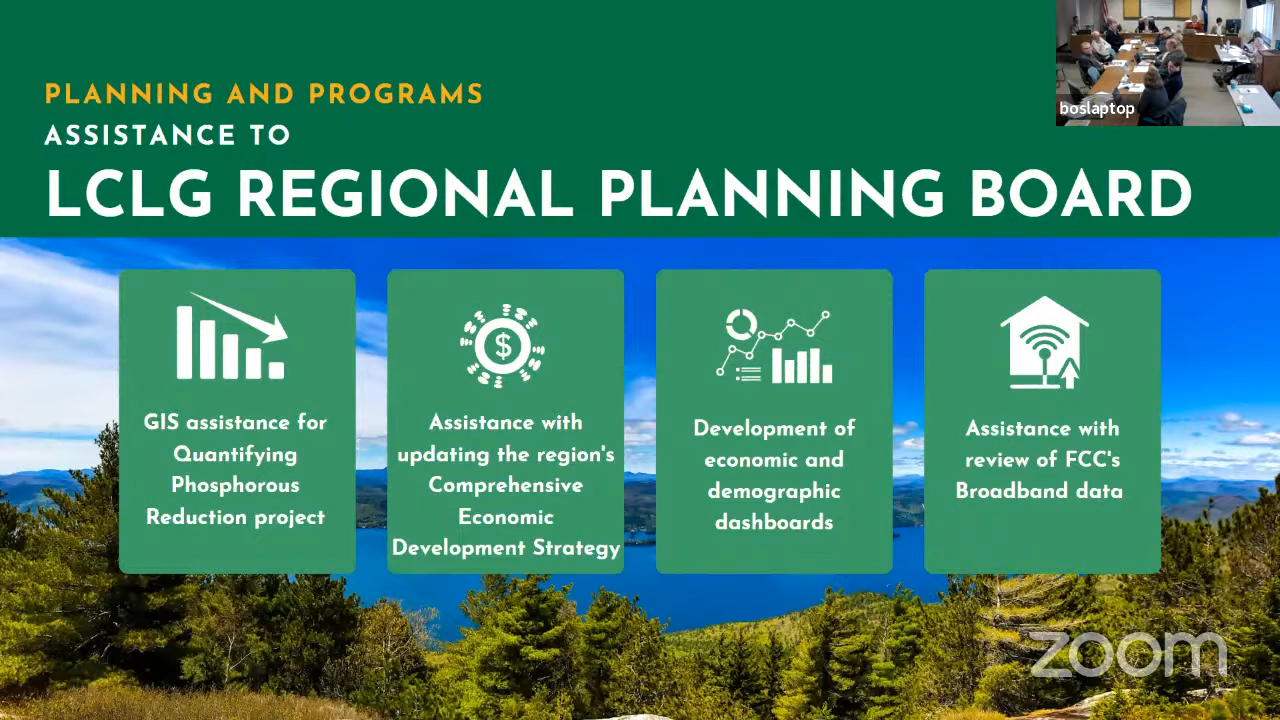 PLANNING AND PROGRAMS
ASSISTANCE TO
LCLG REGIONAL PLANNING BOARD
boslaptop
$
GIS assistance for
Quantifying
Phosphorous
Reduction project
Assistance with
updating the region's
Comprehensive
Economic
Development Strategy
Development of
economic and
demographic
dashboards
Assistance with
review of FCC's
Broadband data
zoom